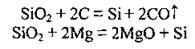 SiO₂ + 2C = Si + 2CO↑
SiO₂ + 2Mg = 2MgO + Si